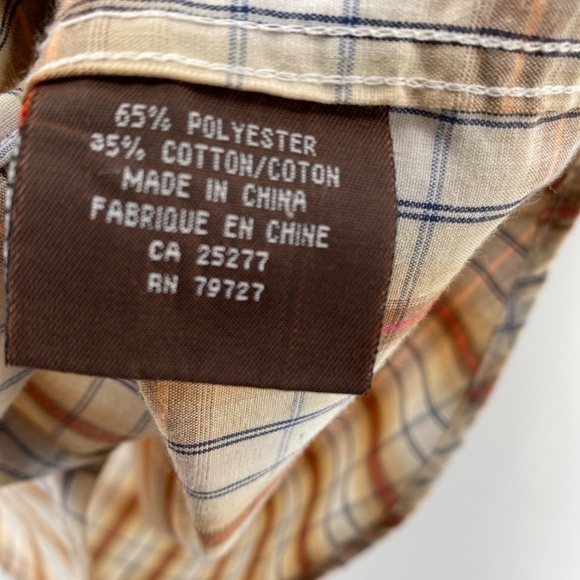 65% POLYESTER
35% COTTON/COTON
MADE IN CHINA
FABRIQUE EN CHINE
CA 25277
RN 79727